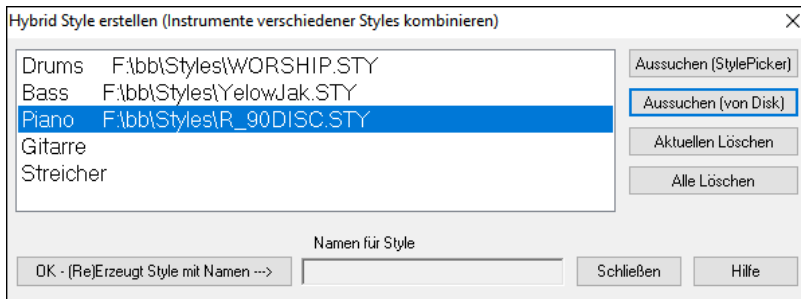 Hybrid Style erstellen (Instrumente verschiedener Styles kombinieren)
Drums F:\bb\Styles\WORSHIP.STY
Bass F:\bb\Styles\YelowJak.STY
Piano F:\bb\Styles\R_90DISC.STY
Gitarre
Streicher
Aussuchen (StylePicker)
Aussuchen (von Disk)
Aktuellen Löschen
Alle Löschen
Namen für Style
OK - (Re)Erzeugt Style mit Namen --->
Schließen
Hilfe